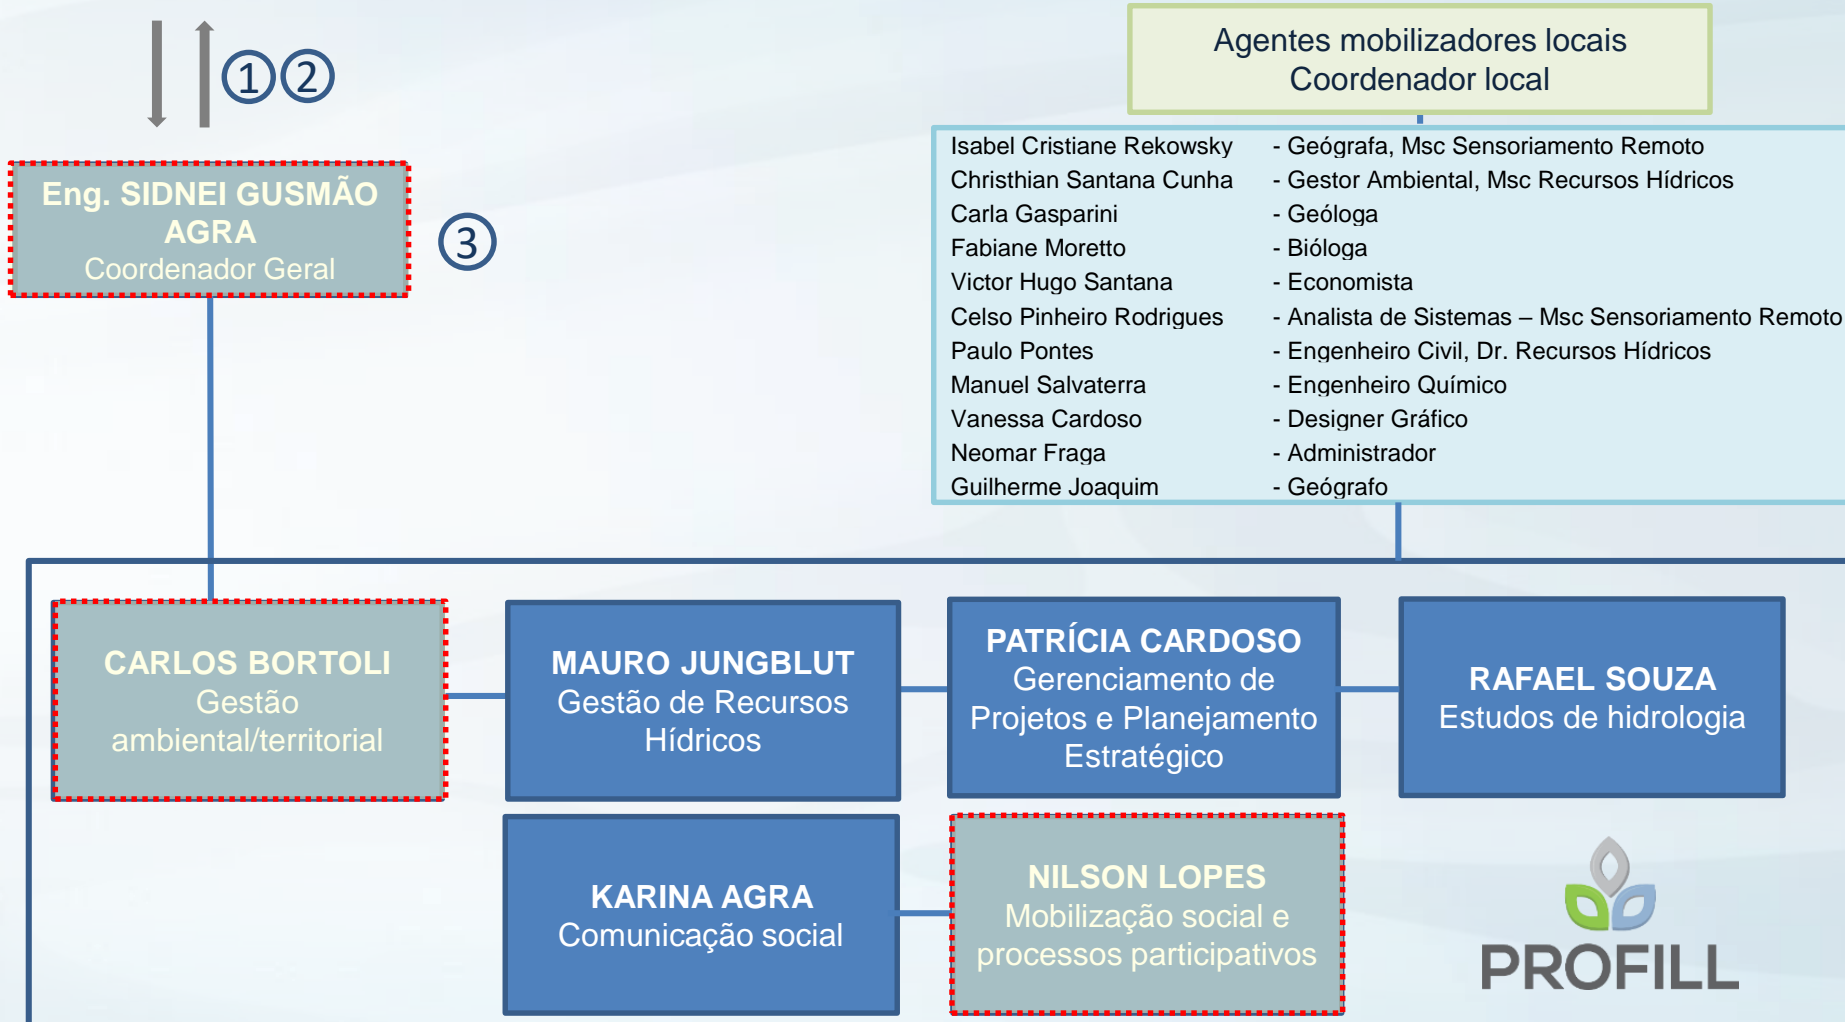 ① ②
Eng. SIDNEI GUSMÃO
AGRA
Coordenador Geral
③
Agentes mobilizadores locais
Coordenador local
Isabel Cristiane Rekowsky - Geógrafa, Msc Sensoriamento Remoto
Christhian Santana Cunha - Gestor Ambiental, Msc Recursos Hídricos
Carla Gasparini - Geóloga
Fabiane Moretto - Bióloga
Victor Hugo Santana - Economista
Celso Pinheiro Rodrigues - Analista de Sistemas – Msc Sensoriamento Remoto
Paulo Pontes - Engenheiro Civil, Dr. Recursos Hídricos
Manuel Salvaterra - Engenheiro Químico
Vanessa Cardoso - Designer Gráfico
Neomar Fraga - Administrador
Guilherme Joaquim - Geógrafo
CARLOS BORTOLI
Gestão
ambiental/territorial
MAURO JUNGBLUT
Gestão de Recursos
Hídricos
PATRÍCIA CARDOSO
Gerenciamento de
Projetos e Planejamento
Estratégico
RAFAEL SOUZA
Estudos de hidrologia
KARINA AGRA
Comunicação social
NILSON LOPES
Mobilização social e
processos participativos
PROFILL